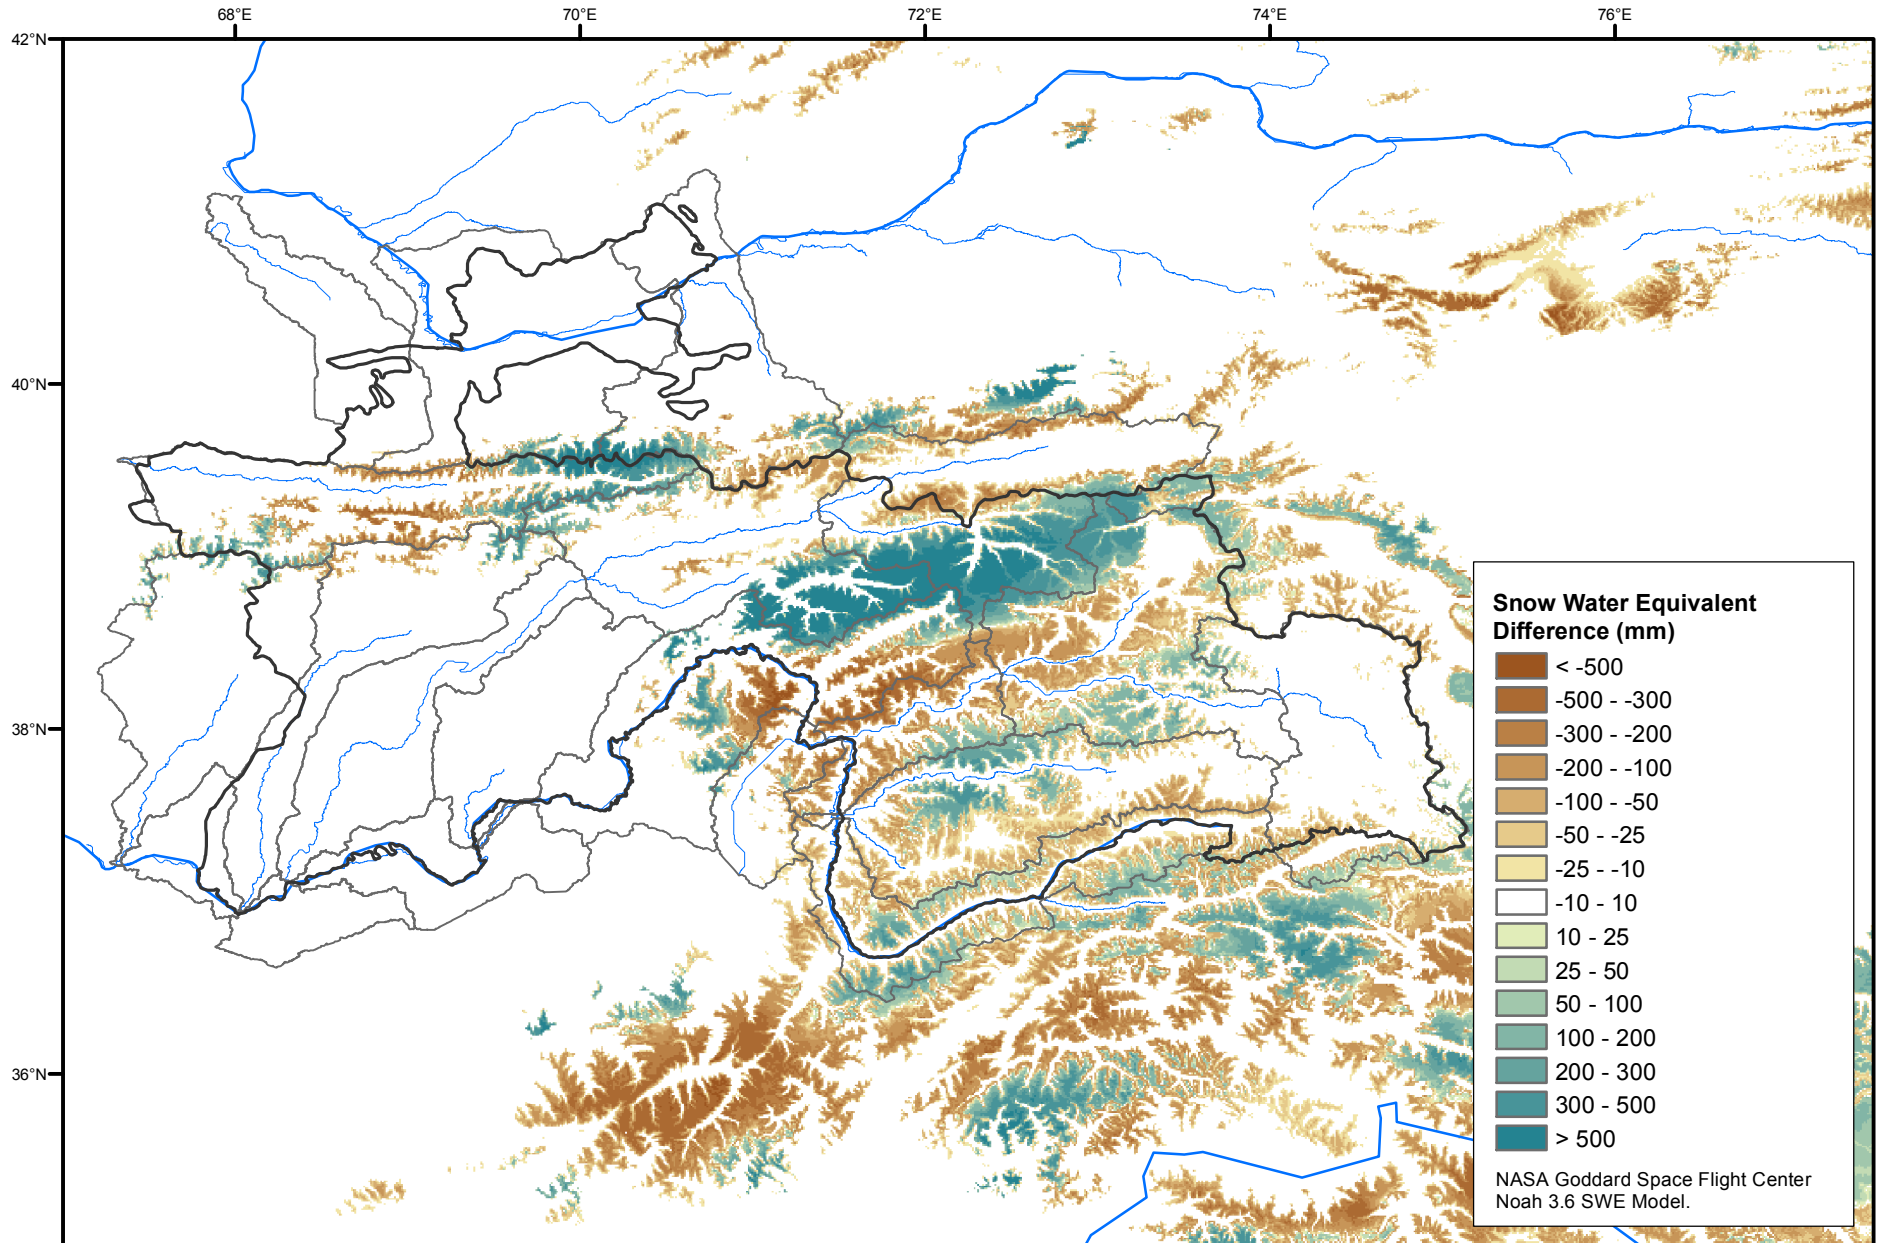 68°E
70°E
72°E
74°E
76°E
42°N
40°N
38°N
36°N
Snow Water Equivalent
Difference (mm)
< -500
-500 - -300
-300 - -200
-200 - -100
-100 - -50
-50 - -25
-25 - -10
-10 - 10
10 - 25
25 - 50
50 - 100
100 - 200
200 - 300
300 - 500
> 500
NASA Goddard Space Flight Center
Noah 3.6 SWE Model.